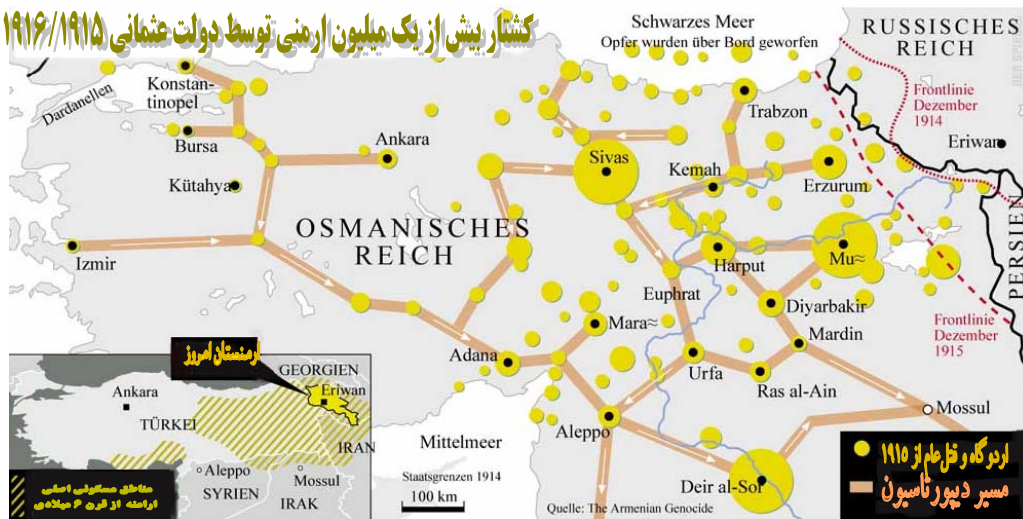 کشتار بیش از یک میلیون ارمنی توسط دولت عثمانی ۱۹۱۶/۱۹۱۵
Schwarzes Meer
Opfer wurden über Bord geworfen
RUSSISCHES
REICH
Frontlinie
Dezember
1914
Eriwan
Dardanellen
Konstan-
tinopel
Bursa
Ankara
Kütahya
Izmir
OSMANISCHES
REICH
Sivas
Trabzon
Kemah
Erzurum
Harput
Mu≈
PERSIEN
Euphrat
Diyarbakir
Mardin
Frontlinie
Dezember
1915
Mara≈
Adana
Urfa
Ras al-Ain
Aleppo
Mossul
Deir al-Sor
Mittelmeer
Staatsgrenzen 1914
100 km
Quelle: The Armenian Genocide
ارمنستان امروز
GEORGIEN
Eriwan
Ankara
TÜRKEI
IRAN
Aleppo
Mossul
SYRIEN
IRAK
مناطق مسکونی اصلی
ارامنه از قرن ۶ میلادی
اردوگاه و قتل عام از ۱۹۱۵
مسیر دیپورتاسیون